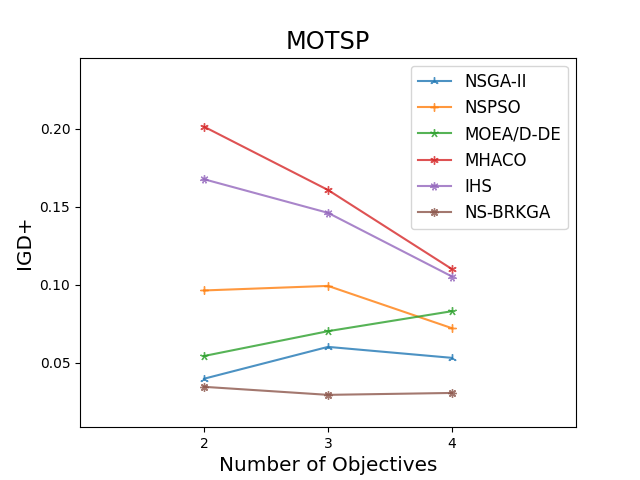 MOTSP
NSGA-II
NSPSO
MOEA/D-DE
MHACO
IHS
NS-BRKGA
IGD+
0.20
0.15
0.10
0.05
2 3 4
Number of Objectives